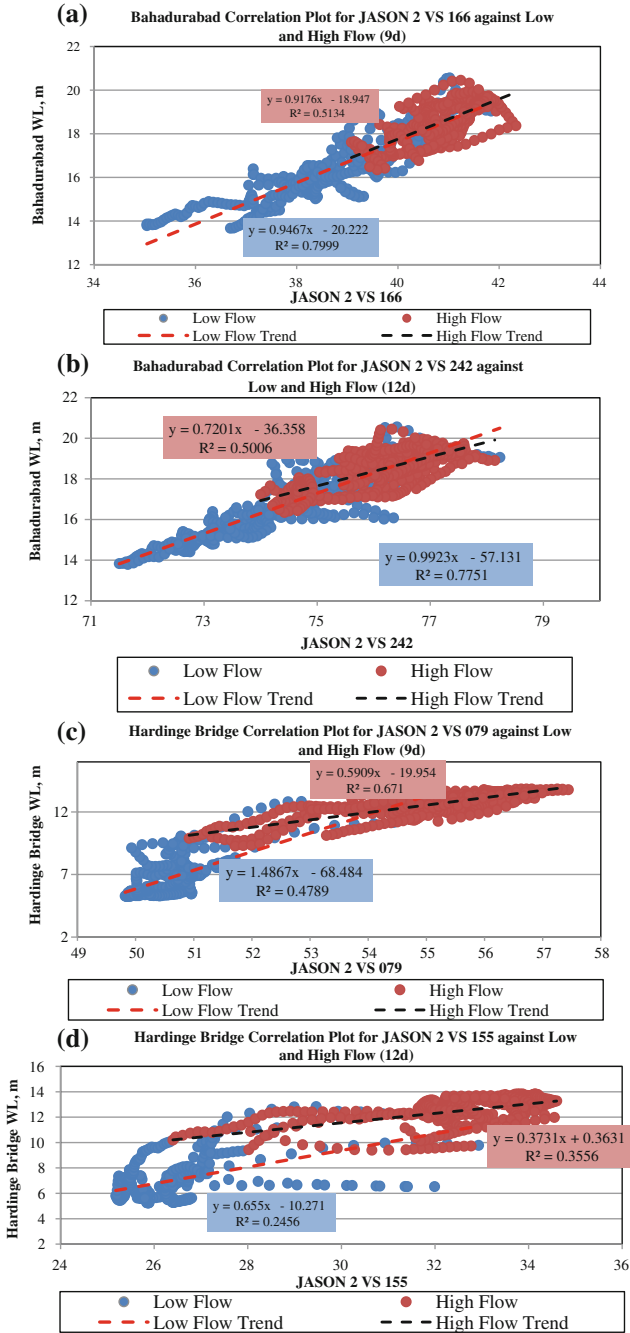 (a)
Bahadurabad Correlation Plot for JASON 2 VS 166 against Low
and High Flow (9d)
Bahadurabad WL, m
22
20
18
16
14
12
y = 0.9176x - 18.947
R² = 0.5134
y = 0.9467x - 20.222
R² = 0.7999
34 36 38 40 42 44
JASON 2 VS 166
Low Flow High Flow
Low Flow Trend High Flow Trend
(b)
Bahadurabad Correlation Plot for JASON 2 VS 242 against
Low and High Flow (12d)
Bahadurabad WL, m
22
20
18
16
14
12
y = 0.7201x - 36.358
R² = 0.5006
y = 0.9923x - 57.131
R² = 0.7751
71 73 75 77 79
JASON 2 VS 242
Low Flow High Flow
Low Flow Trend High Flow Trend
(c)
Hardinge Bridge Correlation Plot for JASON 2 VS 079 against Low
and High Flow (9d)
Hardinge Bridge WL, m
12
7
2
y = 0.5909x - 19.954
R² = 0.671
y = 1.4867x - 68.484
R² = 0.4789
49 50 51 52 53 54 55 56 57 58
JASON 2 VS 079
Low Flow High Flow
Low Flow Trend High Flow Trend
(d)
Hardinge Bridge Correlation Plot for JASON 2 VS 155 against Low
and High Flow (12d)
Hardinge Bridge WL, m
16
14
12
10
8
6
4
2
y = 0.3731x + 0.3631
R² = 0.3556
y = 0.655x - 10.271
R² = 0.2456
24 26 28 30 32 34 36
JASON 2 VS 155
Low Flow High Flow
Low Flow Trend High Flow Trend